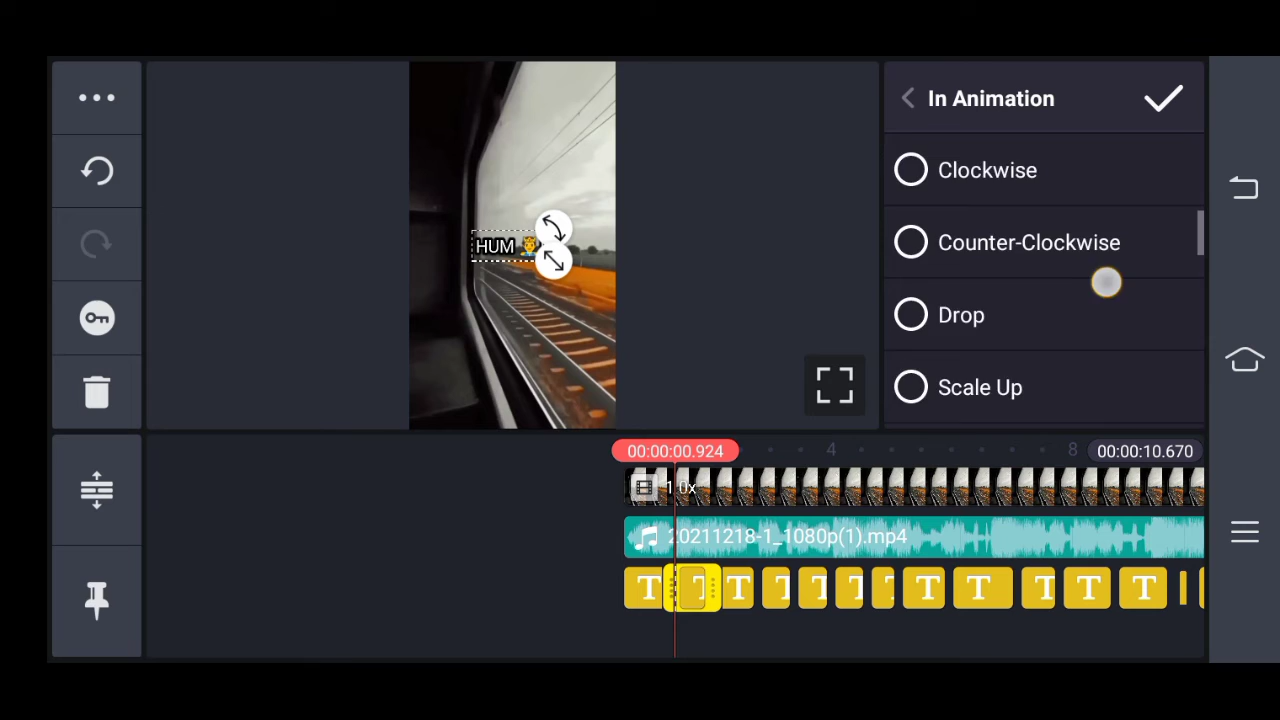 In Animation
Clockwise
Counter-Clockwise
HUM
Drop
Scale Up
00:00:00.924
4
8
00:00:10.670
1.0x
20211218-1_1080p(1).mp4
T T T T T T T T T T T T